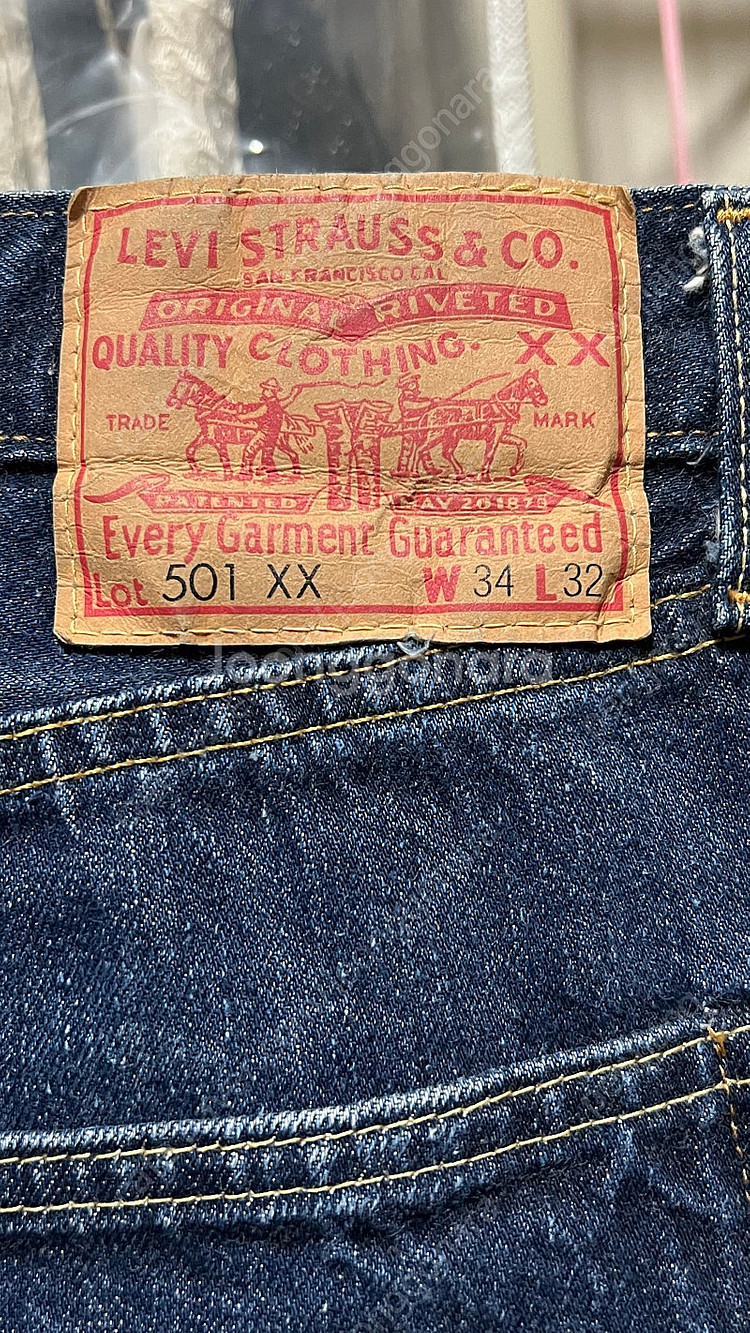 LEVI STRAUSS & CO.
SAN FRANCISCO CAL
ORIGINAL RIVETED
QUALITY CLOTHING. XX
TRADE MARK
PATENTED MAY 20 1873
Every Garment Guaranteed
Lot 501 XX W 34 L 32
joonggonara